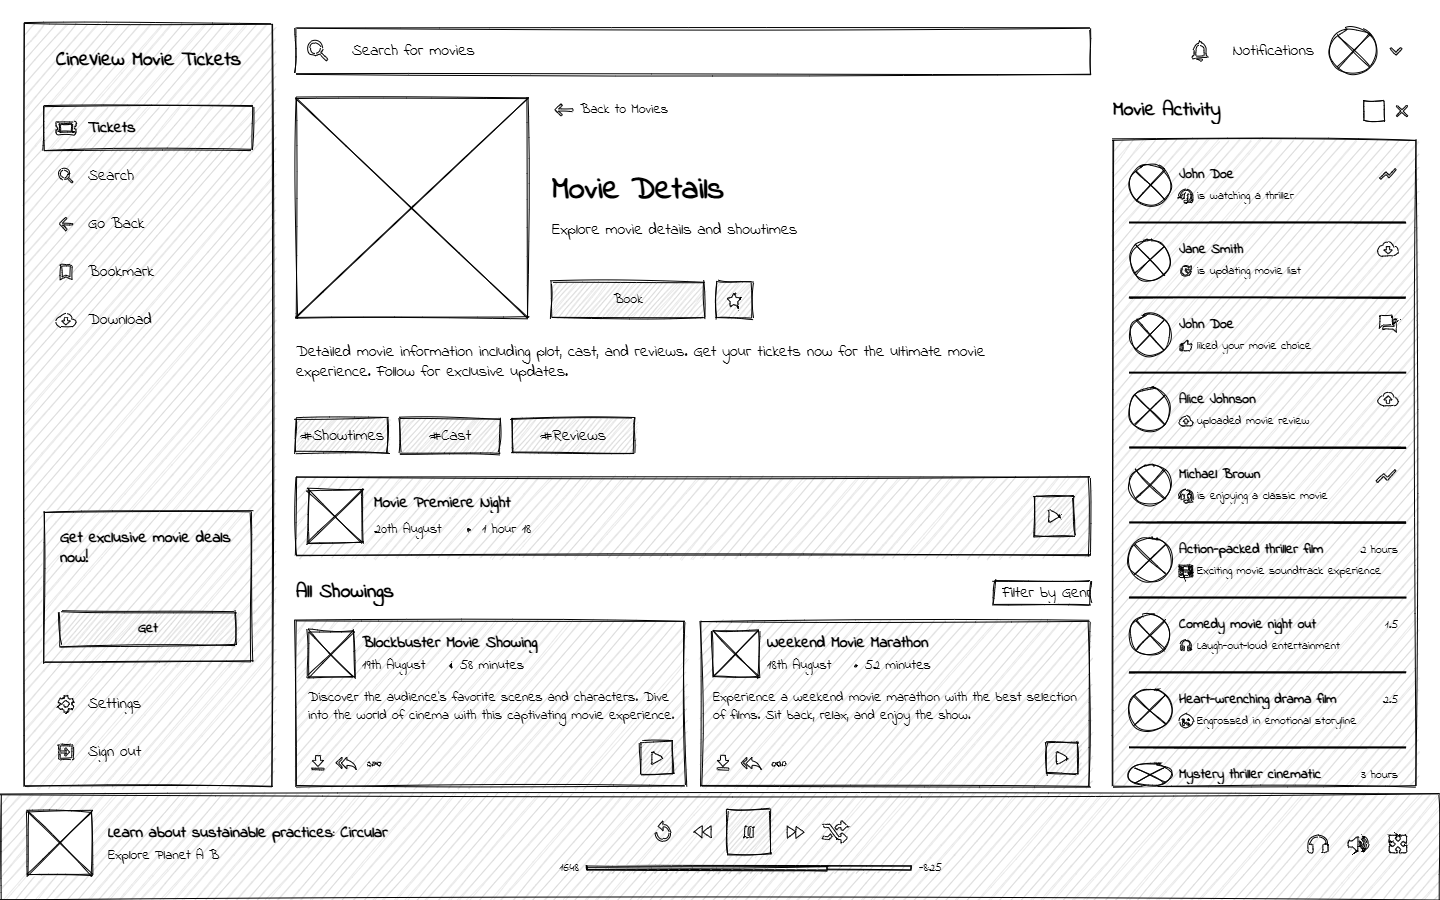 CineView Movie Tickets
Tickets
Search
Go Back
Bookmark
Download
Get exclusive movie deals
now!
Get
Settings
Sign out
Search for movies
Notifications
Back to Movies
Movie Details
Explore movie details and showtimes
Book
Detailed movie information including plot, cast, and reviews. Get your tickets now for the ultimate movie
experience. Follow for exclusive updates.
#Showtimes #Cast #Reviews
Movie Premiere Night
20th August • 1 hour 18
All Showings
Filter by Gen
Blockbuster Movie Showing
19th August • 58 minutes
Discover the audience's favorite scenes and characters. Dive
into the world of cinema with this captivating movie experience.
Weekend Movie Marathon
18th August • 52 minutes
Experience a weekend movie marathon with the best selection
of films. Sit back, relax, and enjoy the show.
Movie Activity
John Doe
is watching a thriller
Jane Smith
is updating movie list
John Doe
liked your movie choice
Alice Johnson
uploaded movie review
Michael Brown
is enjoying a classic movie
Action-packed thriller film 2 hours
Exciting movie soundtrack experience
Comedy movie night out 1.5
Laugh-out-loud entertainment
Heart-wrenching drama film 2.5
Engrossed in emotional storyline
Mystery thriller cinematic 3 hours
Learn about sustainable practices: Circular
Explore Planet A B
1648 -8:25